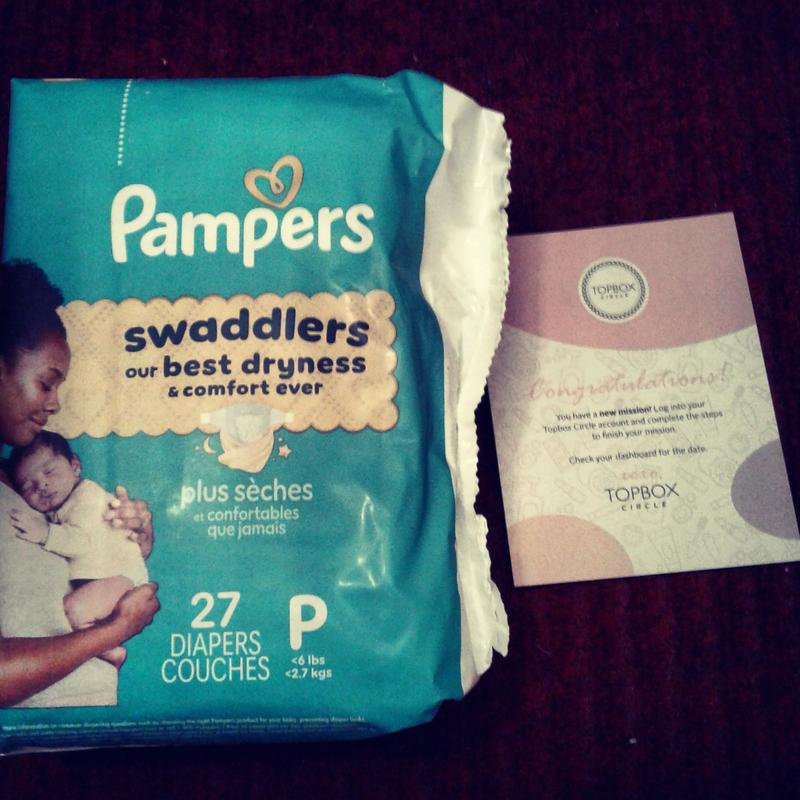 Pampers
swaddlers
our best dryness
& comfort ever
plus sèches
et confortables
que jamais
27
DIAPERS
COUCHES
P
<6 lbs
<2.7 kgs
TOPBOX
CIRCLE
Congratulations!
You have a new mission! Log into your
Topbox Circle account and complete the steps
to finish your mission.
Check your dashboard for the date.
xoxo,
TOPBOX
CIRCLE